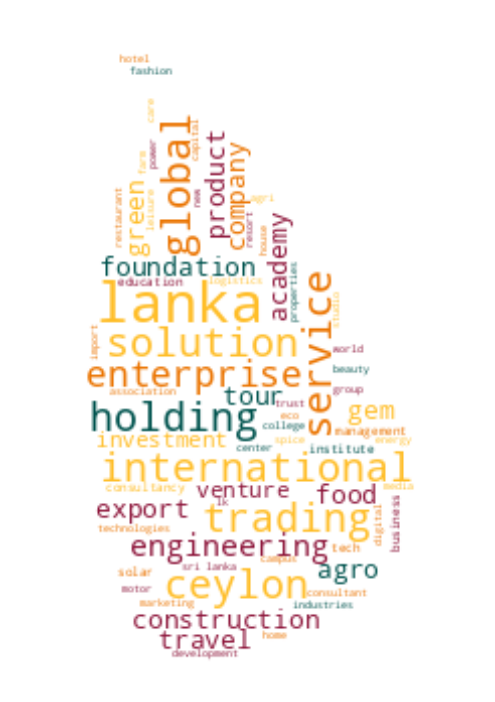 hotel
fashion
care
global
capital
product
power
company
farm
green
leisure
restaurant
new
agri
resort
academy
house
foundation
education
logistics
properties
lanka
service
studio
import
solution
world
enterprise
beauty
association
tour
group
holding
trust
eco
gem
college
management
investment
center
spice
institute
energy
international
consultancy
venture
food
media
lk
export
trading
digital
business
technologies
engineering
tech
campus
sri lanka
solar
agro
ceylon
motor
consultant
marketing
industries
construction
travel
home
development